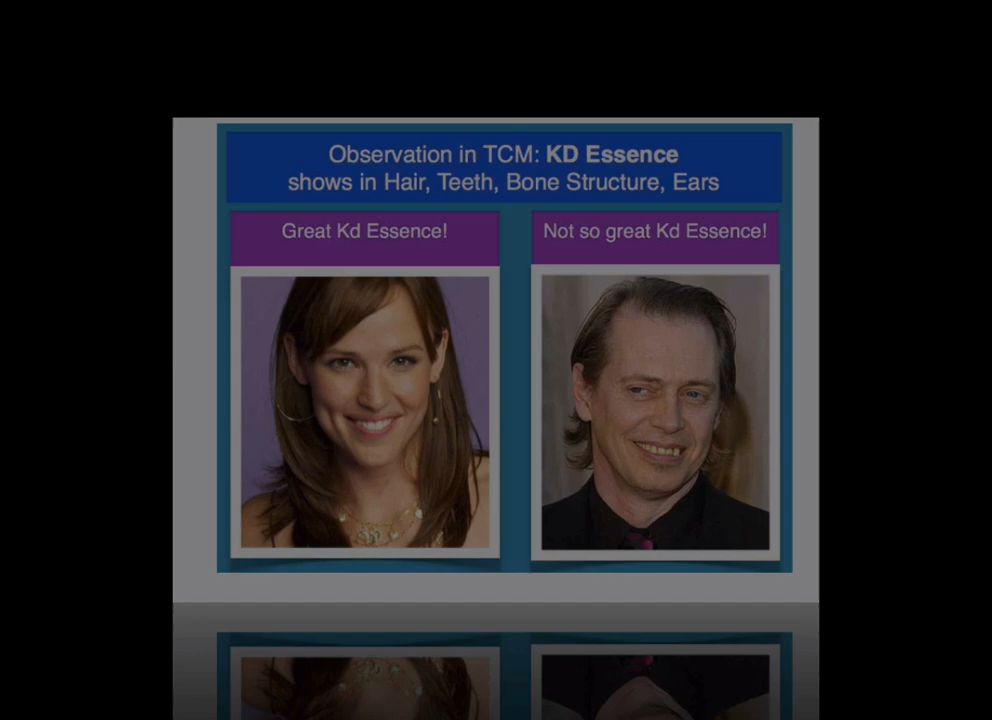 Observation in TCM: KD Essence
shows in Hair, Teeth, Bone Structure, Ears
Great Kd Essence!
Not so great Kd Essence!